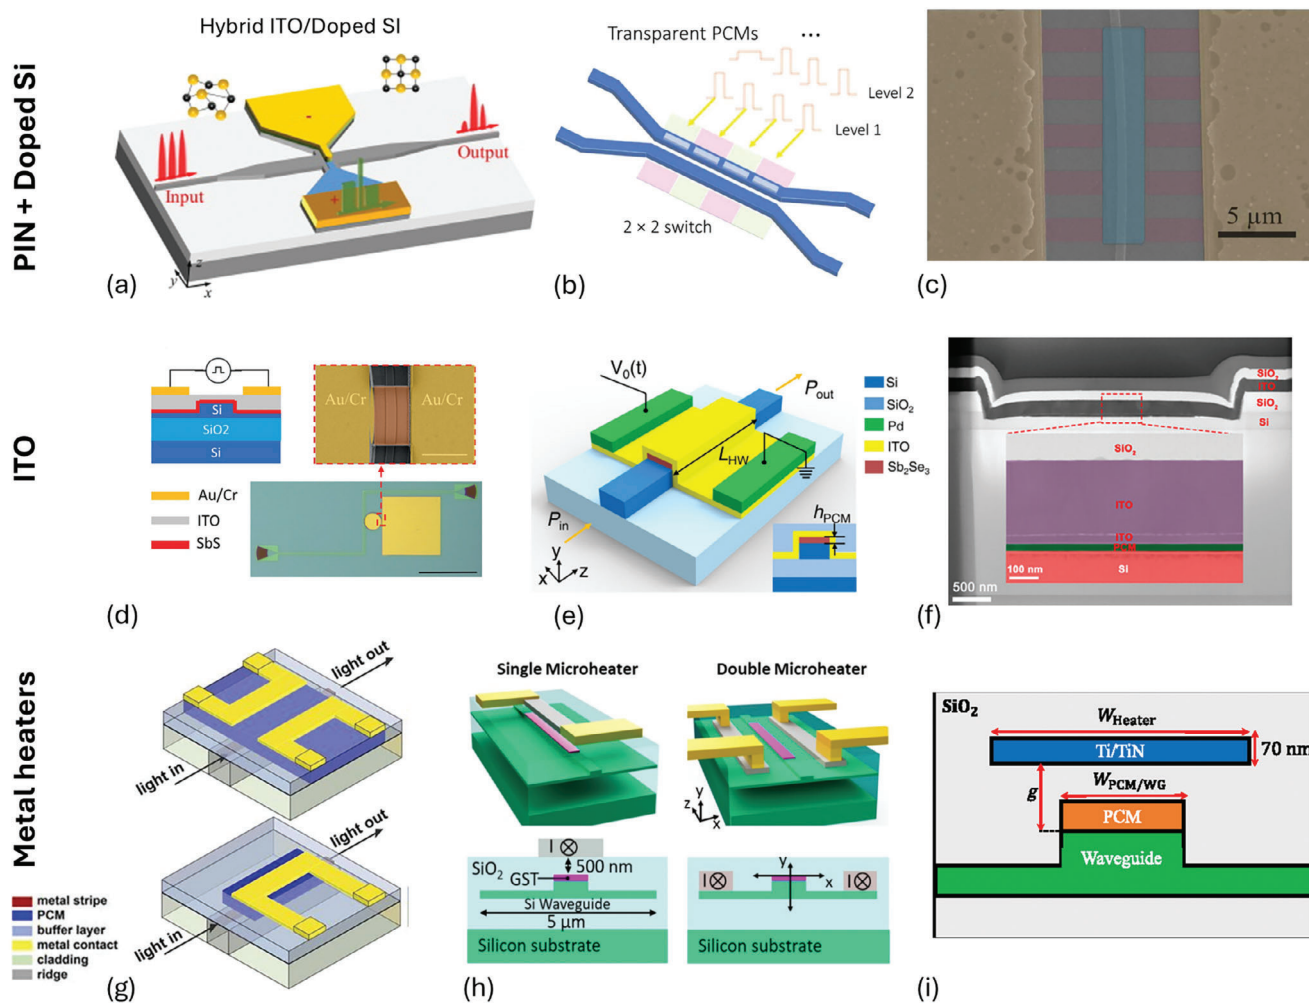 PIN + Doped Si
Hybrid ITO/Doped SI
Input
Output
-
+
z
y
x
(a)
Transparent PCMs ...
Level 2
Level 1
2 × 2 switch
(b)
5 µm
(c)
ITO
Si
SiO2
Si
Au/Cr
ITO
SbS
Au/Cr
Au/Cr
(d)
V0(t)
Pout
LHW
Pin
y
x
z
hPCM
Si
SiO2
Pd
ITO
Sb2Se3
(e)
SiO2
ITO
SiO2
Si
SiO2
ITO
ITO
PCM
Si
100 nm
500 nm
(f)
Metal heaters
light out
light in
light out
light in
metal stripe
PCM
buffer layer
metal contact
cladding
ridge
(g)
Single Microheater
Double Microheater
y
z
x
I
500 nm
SiO2
GST
Si Waveguide
5 µm
Silicon substrate
y
I
I
x
Silicon substrate
(h)
SiO2
WHeater
Ti/TiN
70 nm
g
WPCM/WG
PCM
Waveguide
(i)